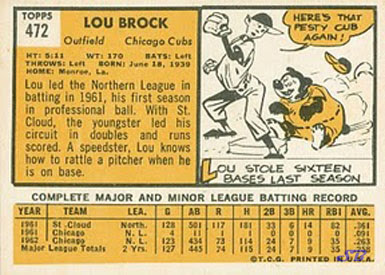 TOPPS
472
LOU BROCK
Outfield Chicago Cubs
HT: 5:11 WT: 170 BATS: Left
THROWS: Left BORN: June 18, 1939
HOME: Monroe, La.
Lou led the Northern League in
batting in 1961, his first season
in professional ball. With St.
Cloud, the youngster led his
circuit in doubles and runs
scored. A speedster, Lou knows
how to rattle a pitcher when he
is on base.
HERE'S THAT
PESTY CUB
AGAIN!
LOU STOLE SIXTEEN
BASES LAST SEASON
COMPLETE MAJOR AND MINOR LEAGUE BATTING RECORD
YEAR TEAM LEA. G AB R H 2B 3B HR RBI AVG.
1961 St. Cloud North. 128 501 117 181 33 6 14 82 .361
1961 Chicago N. L. 4 11 1 1 0 0 0 0 .091
1962 Chicago N. L. 123 434 73 114 24 7 9 35 .263
Major League Totals 2 Yrs. 127 445 74 115 24 7 9 35
©T.C.G. PRINTED IN U.S.A.